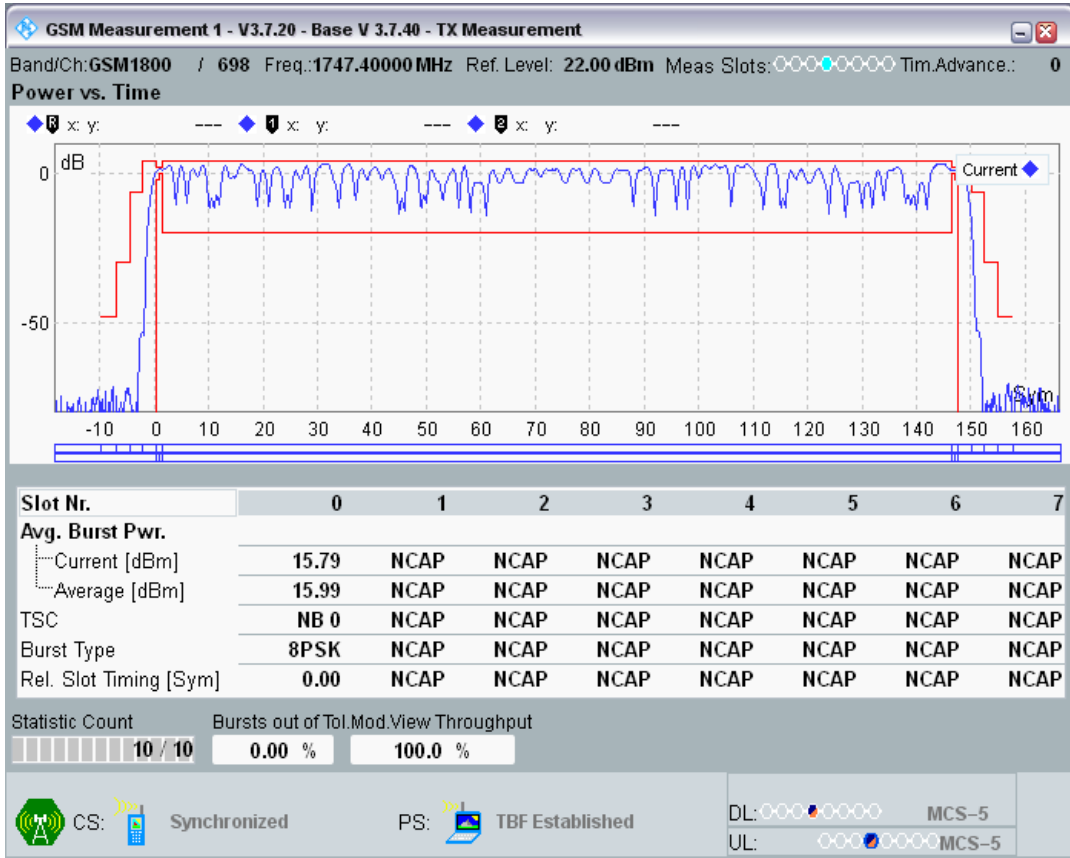 GSM Measurement 1 - V3.7.20 - Base V 3.7.40 - TX Measurement
Band/Ch:GSM1800 / 698 Freq.:1747.40000 MHz Ref. Level: 22.00 dBm Meas Slots: Tim.Advance.: 0
Power vs. Time
R x: y: --- 1 x: y: --- 2 x: y: ---
dB
Current
0
-50
Sym
-10 0 10 20 30 40 50 60 70 80 90 100 110 120 130 140 150 160
Slot Nr. 0 1 2 3 4 5 6 7
Avg. Burst Pwr.
Current [dBm] 15.79 NCAP NCAP NCAP NCAP NCAP NCAP NCAP
Average [dBm] 15.99 NCAP NCAP NCAP NCAP NCAP NCAP NCAP
TSC NB 0 NCAP NCAP NCAP NCAP NCAP NCAP NCAP
Burst Type 8PSK NCAP NCAP NCAP NCAP NCAP NCAP NCAP
Rel. Slot Timing [Sym] 0.00 NCAP NCAP NCAP NCAP NCAP NCAP NCAP
Statistic Count Bursts out of Tol.Mod.View Throughput
10 / 10 0.00 % 100.0 %
CS: Synchronized PS: TBF Established DL: MCS-5
UL: MCS-5